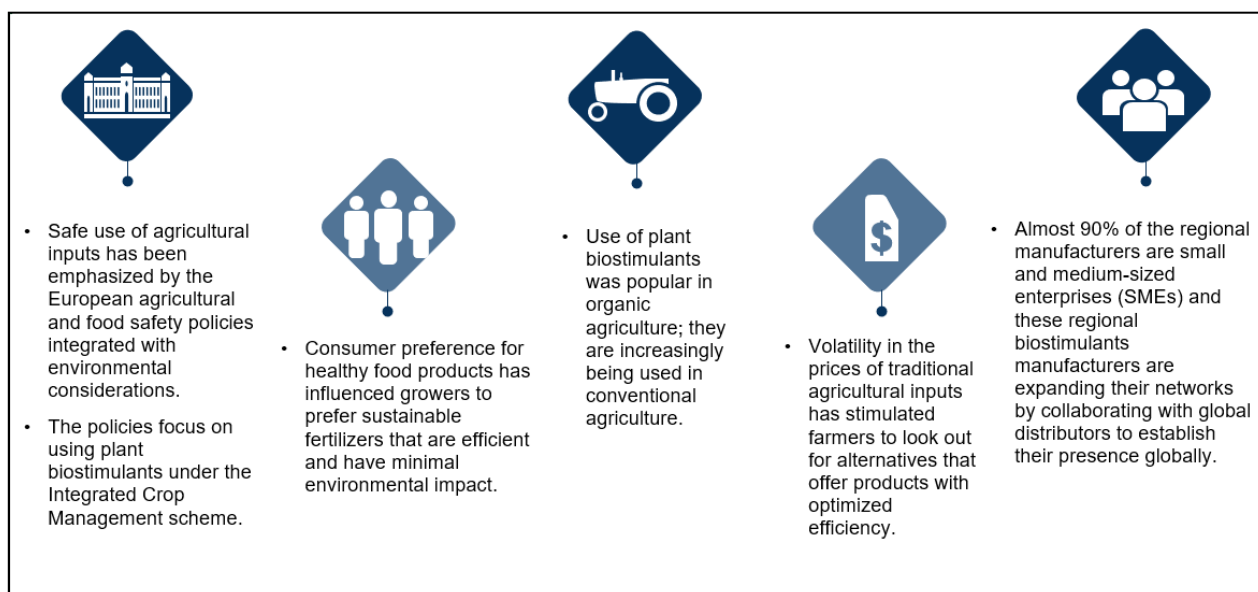 • Safe use of agricultural
inputs has been
emphasized by the
European agricultural
and food safety policies
integrated with
environmental
considerations.
• The policies focus on
using plant
biostimulants under the
Integrated Crop
Management scheme.
• Consumer preference for
healthy food products has
influenced growers to
prefer sustainable
fertilizers that are efficient
and have minimal
environmental impact.
• Use of plant
biostimulants
was popular in
organic
agriculture; they
are increasingly
being used in
conventional
agriculture.
$
• Volatility in the
prices of traditional
agricultural inputs
has stimulated
farmers to look out
for alternatives that
offer products with
optimized
efficiency.
• Almost 90% of the regional
manufacturers are small
and medium-sized
enterprises (SMEs) and
these regional
biostimulants
manufacturers are
expanding their networks
by collaborating with global
distributors to establish
their presence globally.